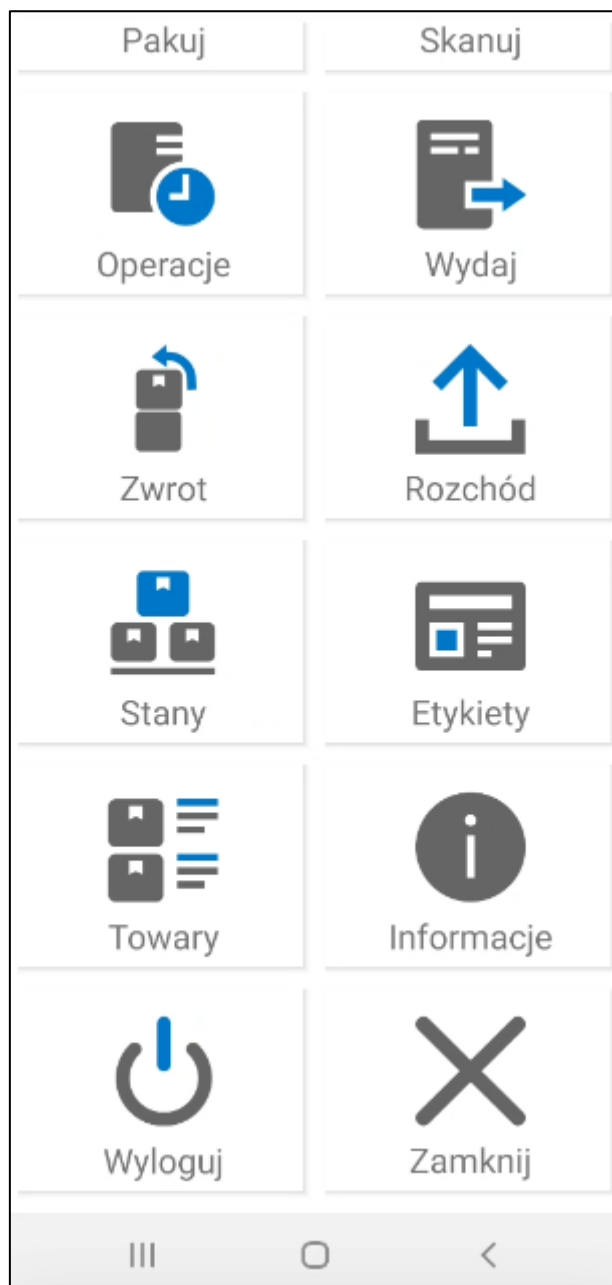 Pakuj Skanuj
Operacje Wydaj
Zwrot Rozchód
Stany Etykiety
Towary Informacje
Wyloguj Zamknij